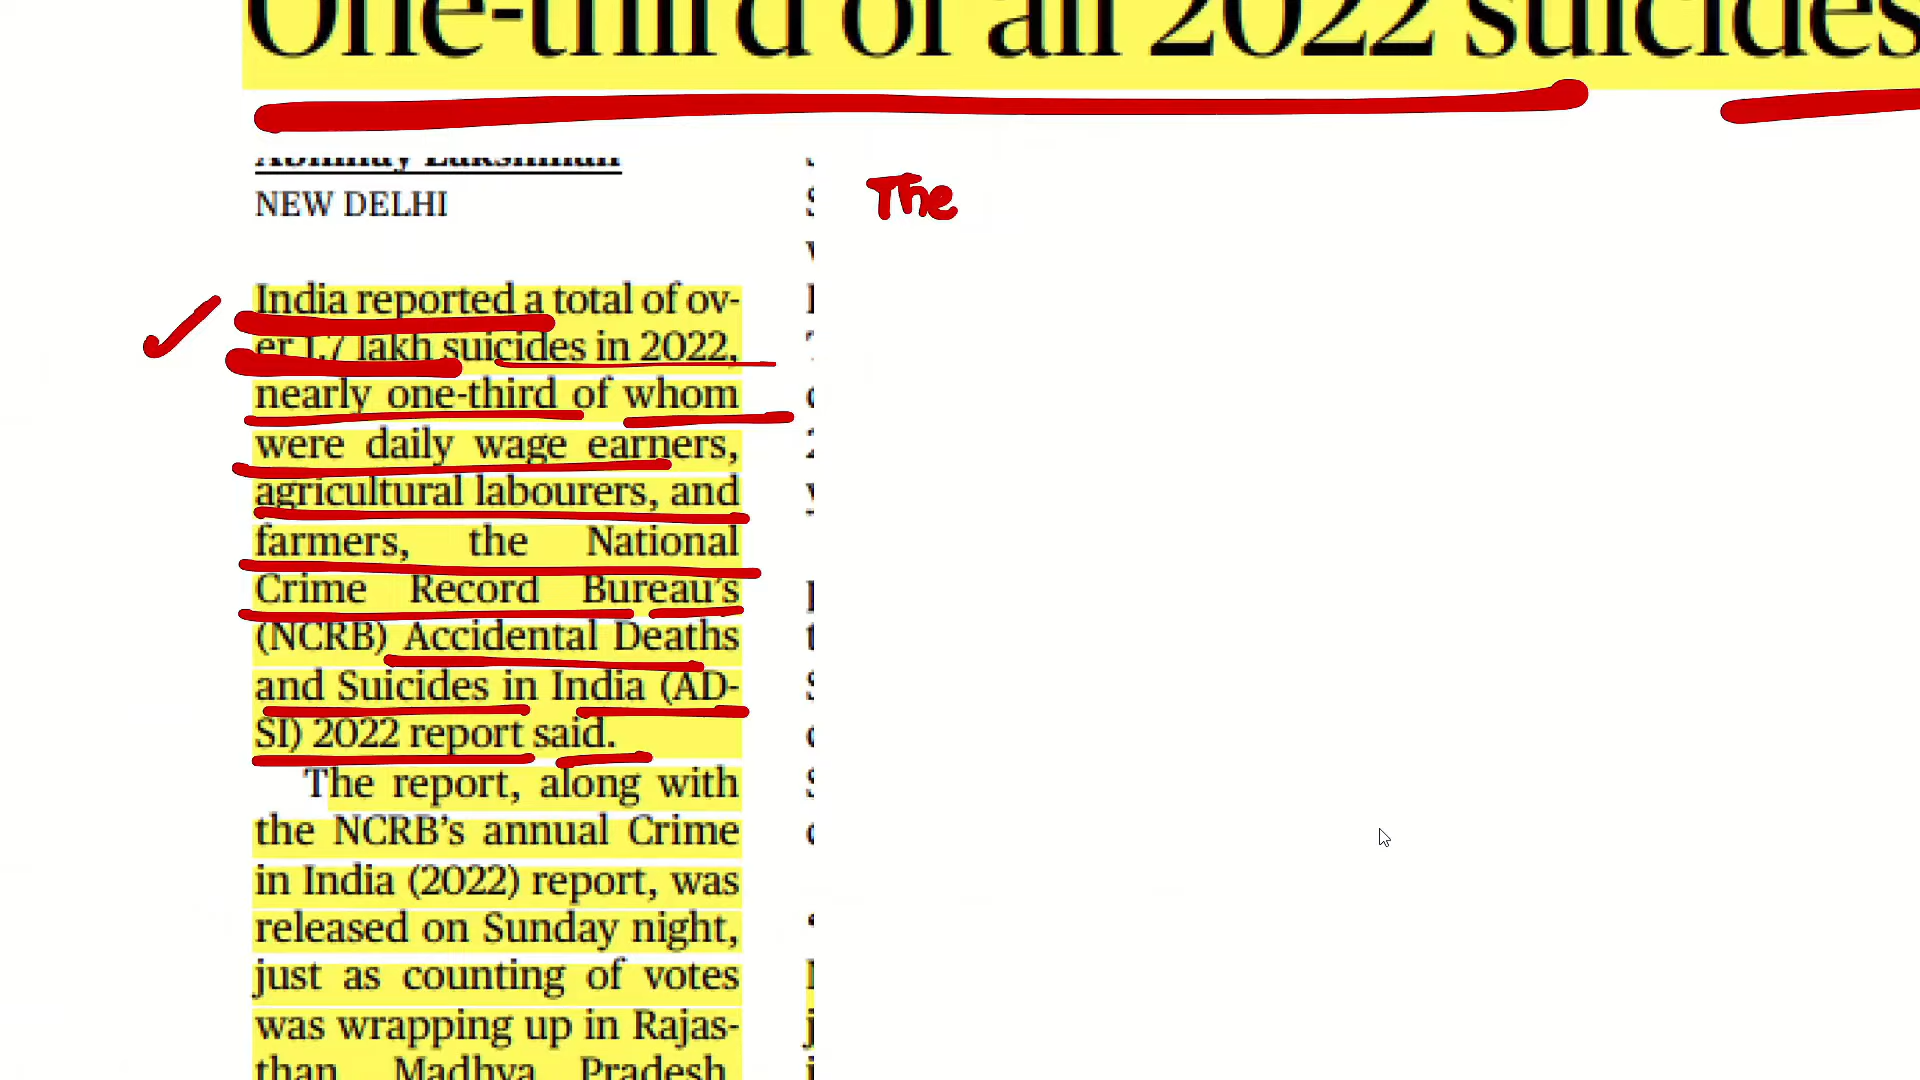 One-third of all 2022 suicides
Abhinay Lakshman
NEW DELHI
The
India reported a total of ov-
er 1.7 lakh suicides in 2022,
nearly one-third of whom
were daily wage earners,
agricultural labourers, and
farmers, the National
Crime Record Bureau's
(NCRB) Accidental Deaths
and Suicides in India (AD-
SI) 2022 report said.
The report, along with
the NCRB's annual Crime
in India (2022) report, was
released on Sunday night,
just as counting of votes
was wrapping up in Rajas-
than, Madhya Pradesh,